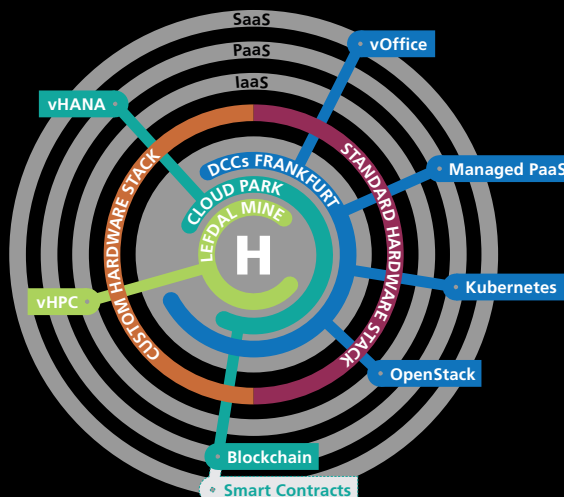 SaaS
PaaS
IaaS
vOffice
vHANA
Managed PaaS
DCCs FRANKFURT
CLOUD PARK
LEFDAL MINE
H
CUSTOM HARDWARE STACK
STANDARD HARDWARE STACK
Kubernetes
vHPC
OpenStack
Blockchain
Smart Contracts